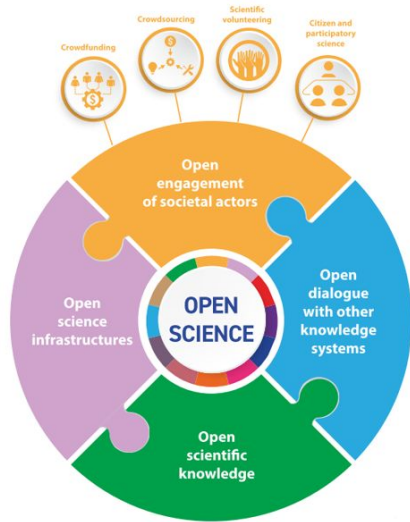 Crowdfunding
Crowdsourcing
Scientific
volunteering
Citizen and
participatory
science
Open
engagement
of societal actors
Open
science
infrastructures
OPEN
SCIENCE
Open
dialogue
with other
knowledge
systems
Open
scientific
knowledge